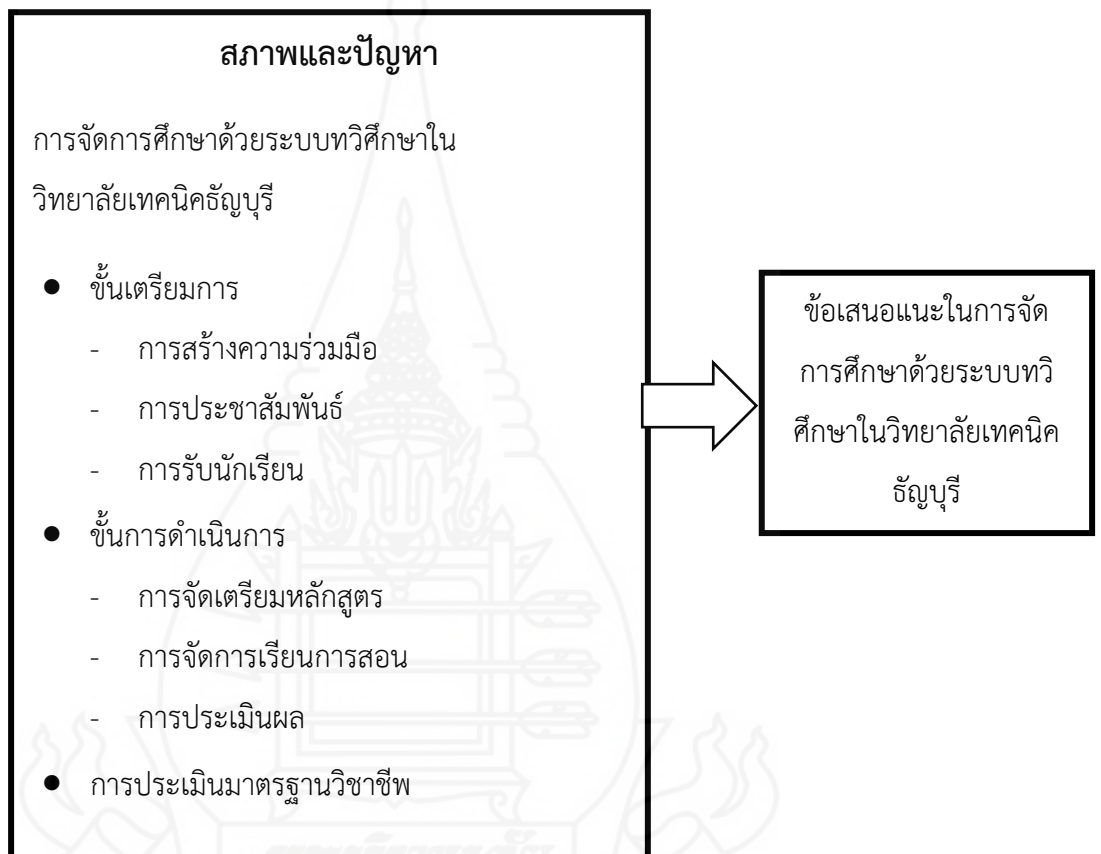 สภาพและปัญหา
การจัดการศึกษาด้วยระบบทวิศึกษาใน
วิทยาลัยเทคนิคธัญบุรี
● ขั้นเตรียมการ
- การสร้างความร่วมมือ
- การประชาสัมพันธ์
- การรับนักเรียน
● ขั้นการดำเนินการ
- การจัดเตรียมหลักสูตร
- การจัดการเรียนการสอน
- การประเมินผล
● การประเมินมาตรฐานวิชาชีพ
ข้อเสนอแนะในการจัด
การศึกษาด้วยระบบทวิ
ศึกษาในวิทยาลัยเทคนิค
ธัญบุรี